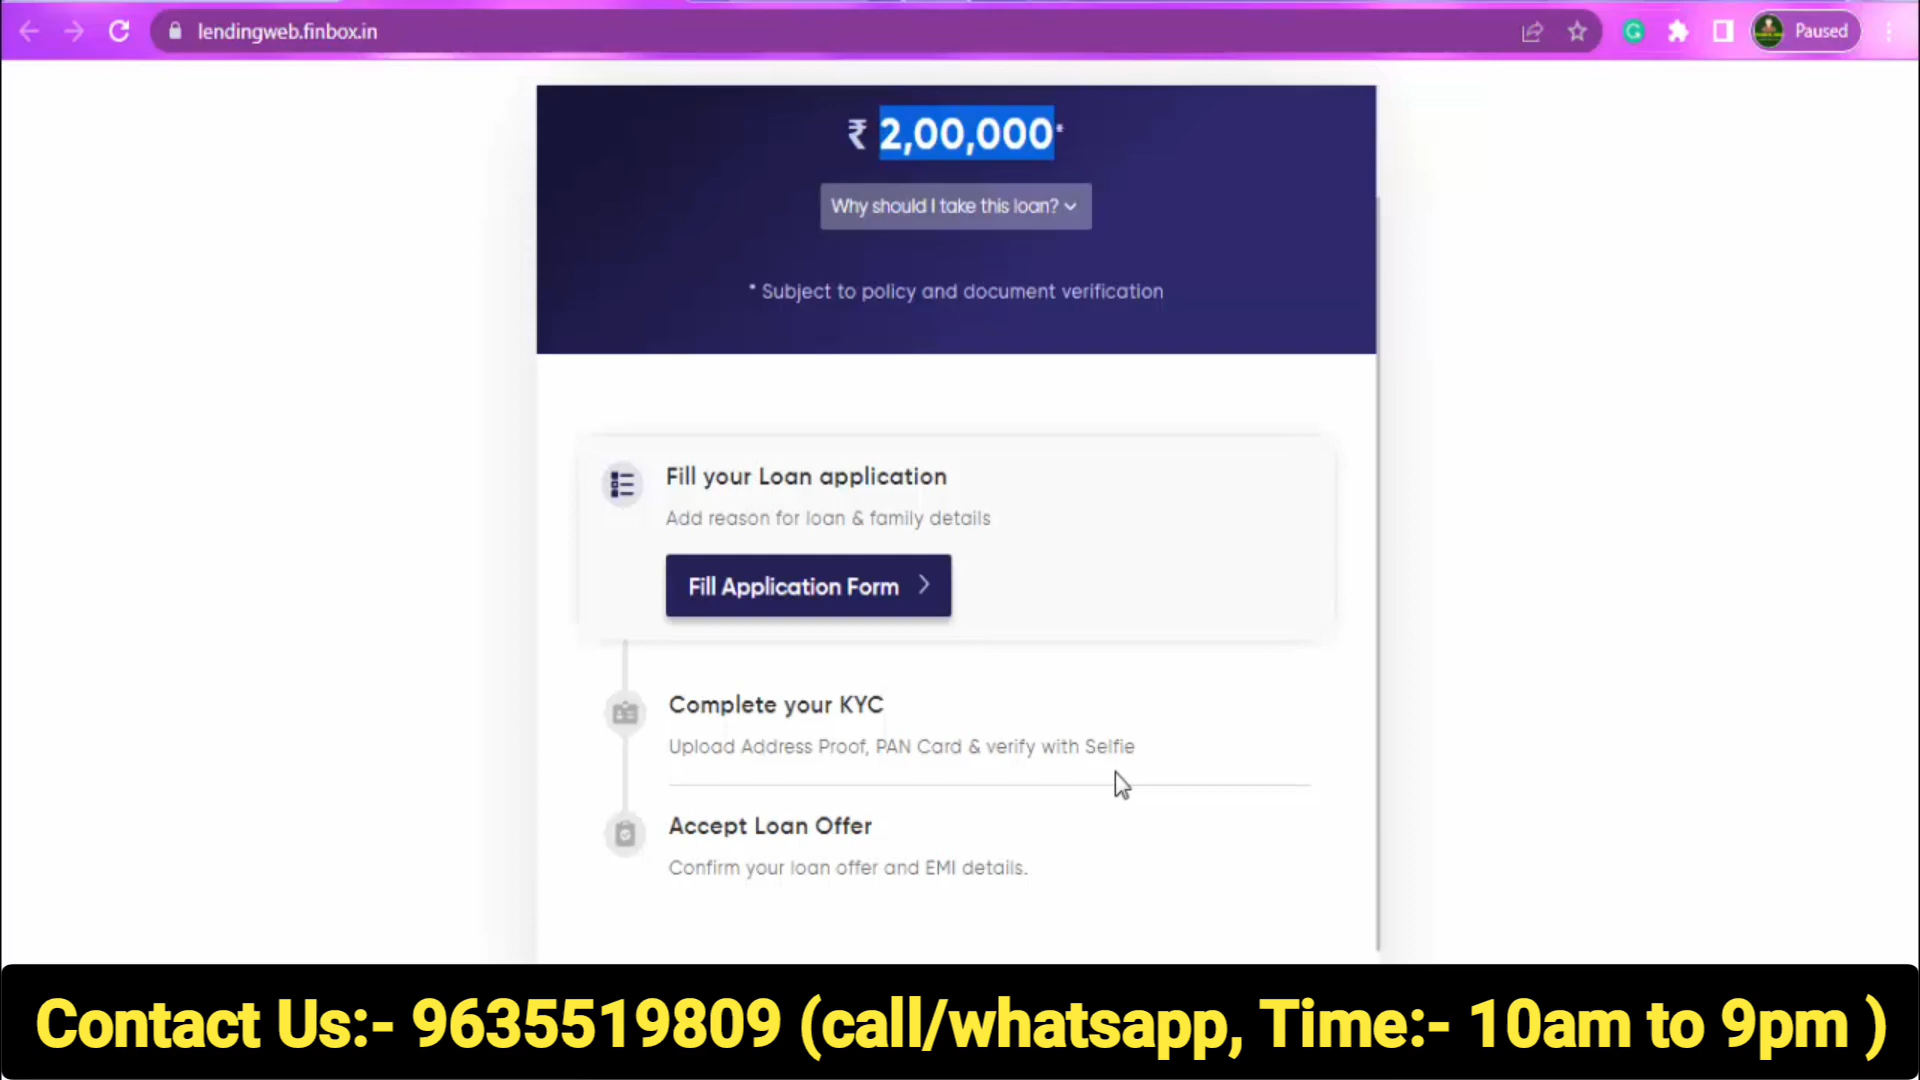 lendingweb.finbox.in
Paused
₹ 2,00,000*
Why should I take this loan?
* Subject to policy and document verification
Fill your Loan application
Add reason for loan & family details
Fill Application Form
Complete your KYC
Upload Address Proof, PAN Card & verify with Selfie
Accept Loan Offer
Confirm your loan offer and EMI details.
Contact Us:- 9635519809 (call/whatsapp, Time:- 10am to 9pm )